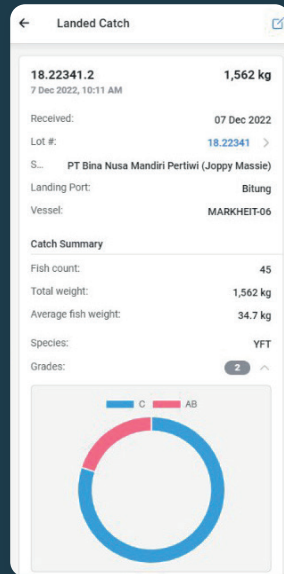 Landed Catch
18.22341.2 1,562 kg
7 Dec 2022, 10:11 AM
Received: 07 Dec 2022
Lot #: 18.22341
S... PT Bina Nusa Mandiri Pertiwi (Joppy Massie)
Landing Port: Bitung
Vessel: MARKHEIT-06
Catch Summary
Fish count: 45
Total weight: 1,562 kg
Average fish weight: 34.7 kg
Species: YFT
Grades: 2
C AB